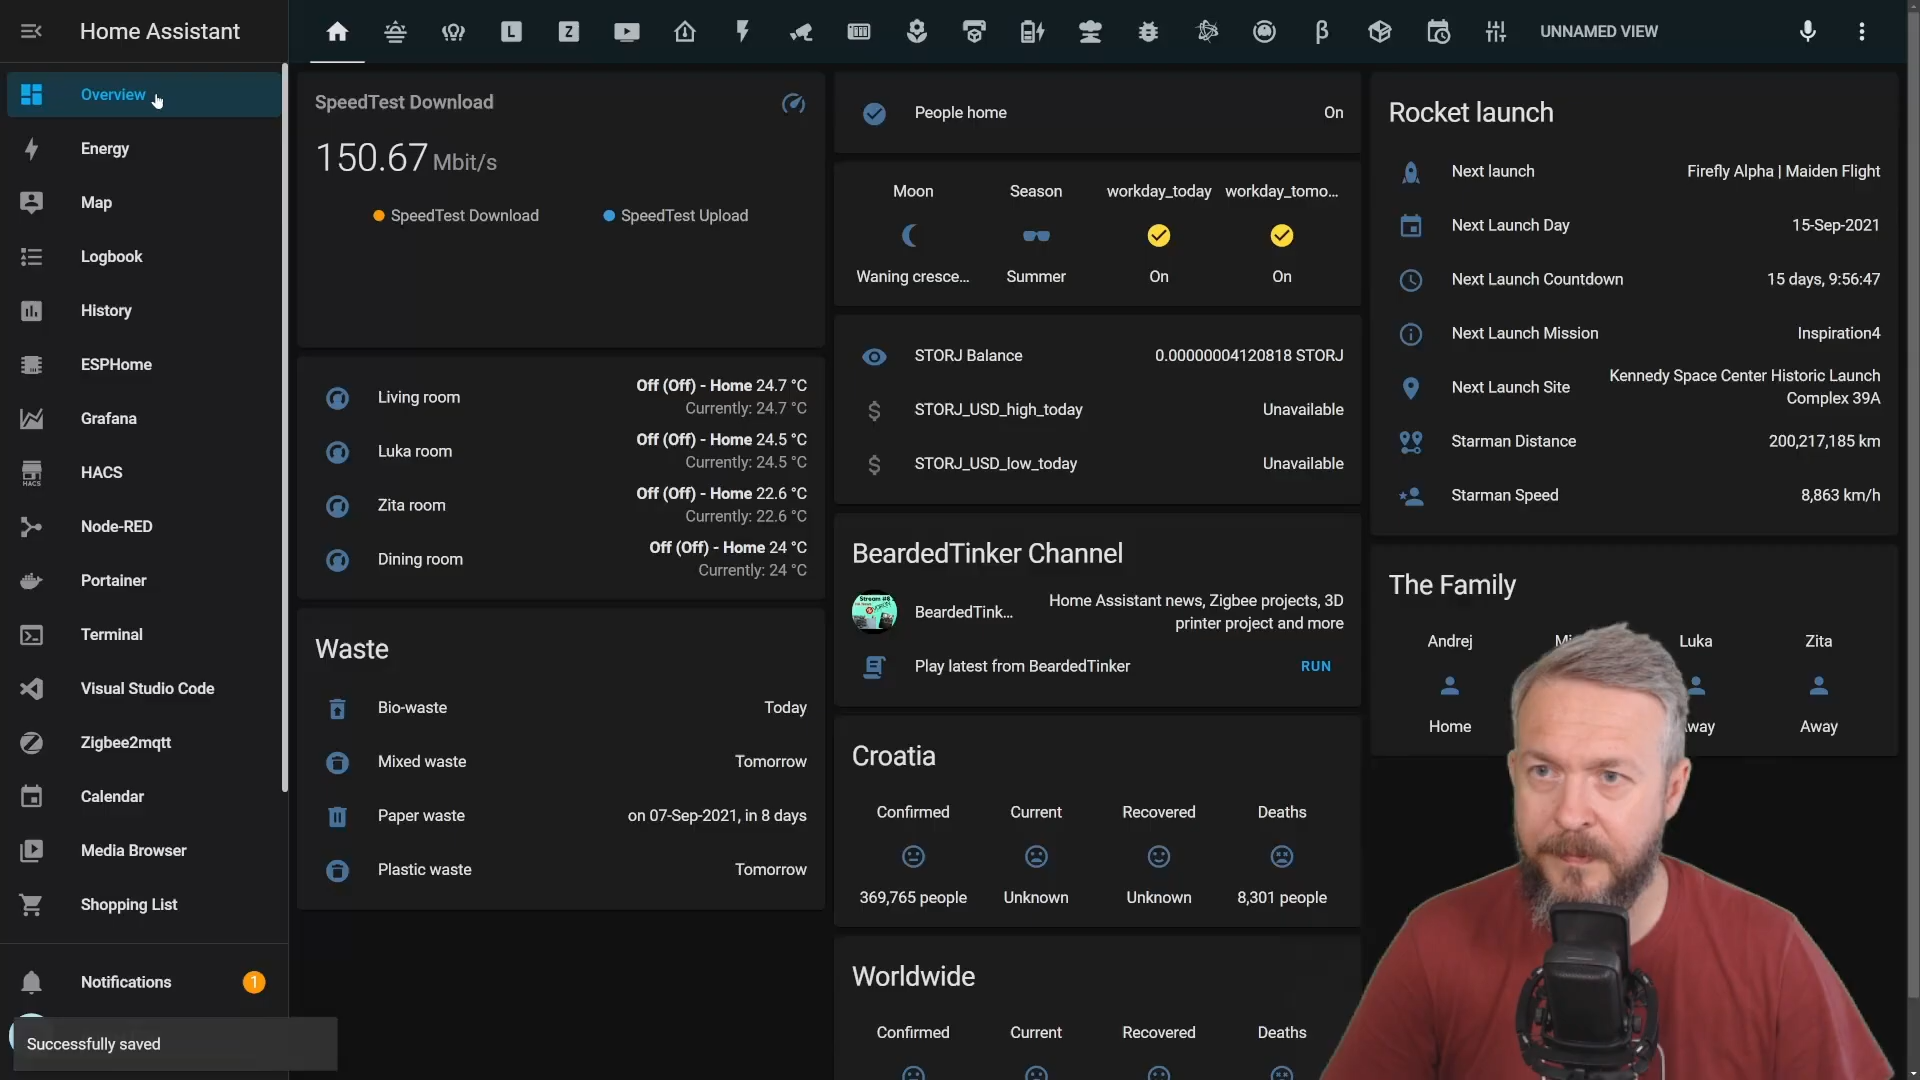 Home Assistant
UNNAMED VIEW
Overview
Energy
Map
Logbook
History
ESPHome
Grafana
HACS
Node-RED
Portainer
Terminal
Visual Studio Code
Zigbee2mqtt
Calendar
Media Browser
Shopping List
Notifications
1
Successfully saved
SpeedTest Download
150.67 Mbit/s
SpeedTest Download
SpeedTest Upload
Living room
Off (Off) - Home 24.7 °C
Currently: 24.7 °C
Luka room
Off (Off) - Home 24.5 °C
Currently: 24.5 °C
Zita room
Off (Off) - Home 22.6 °C
Currently: 22.6 °C
Dining room
Off (Off) - Home 24 °C
Currently: 24 °C
Waste
Bio-waste Today
Mixed waste Tomorrow
Paper waste on 07-Sep-2021, in 8 days
Plastic waste Tomorrow
People home On
Moon Season workday_today workday_tomo...
Waning cresce... Summer On On
STORJ Balance 0.00000004120818 STORJ
STORJ_USD_high_today Unavailable
STORJ_USD_low_today Unavailable
BeardedTinker Channel
BeardedTink...
Home Assistant news, Zigbee projects, 3D
printer project and more
Play latest from BeardedTinker RUN
Croatia
Confirmed Current Recovered Deaths
369,765 people Unknown Unknown 8,301 people
Worldwide
Confirmed Current Recovered Deaths
Rocket launch
Next launch Firefly Alpha | Maiden Flight
Next Launch Day 15-Sep-2021
Next Launch Countdown 15 days, 9:56:47
Next Launch Mission Inspiration4
Next Launch Site
Kennedy Space Center Historic Launch
Complex 39A
Starman Distance 200,217,185 km
Starman Speed 8,863 km/h
The Family
Andrej Luka Zita
Home Away